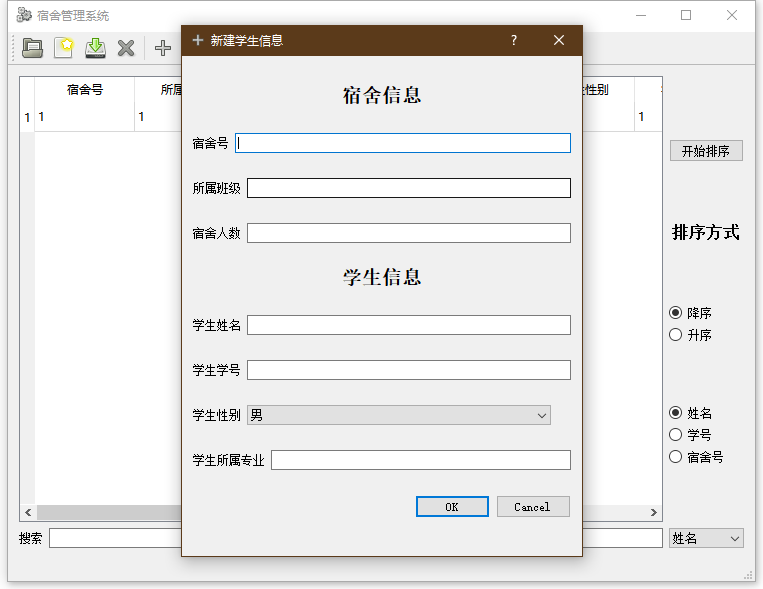 宿舍管理系统
新建学生信息
?
宿舍号
所属
性别
1
1
1
1
宿舍信息
宿舍号
所属班级
宿舍人数
学生信息
学生姓名
学生学号
学生性别 男
学生所属专业
OK Cancel
开始排序
排序方式
降序
升序
姓名
学号
宿舍号
搜索
姓名